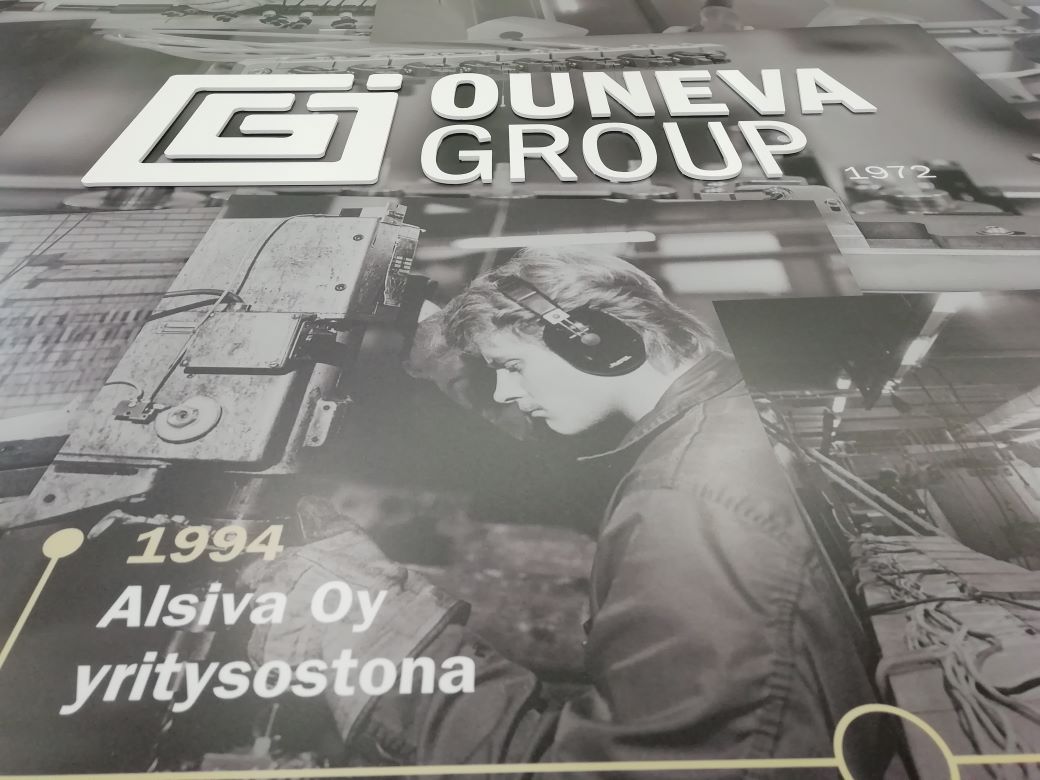 OUNEVA
GROUP
1972
1994
Alsiva Oy
yritysostona